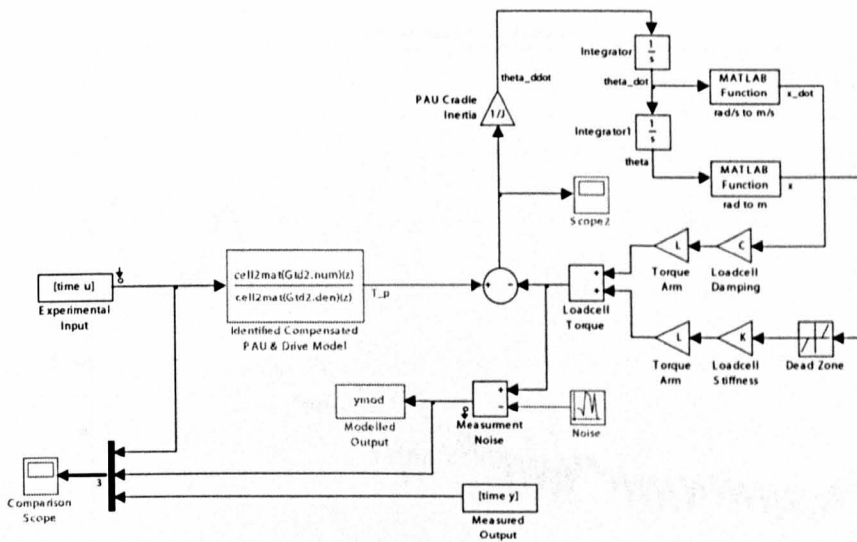 Integrator
1
s
theta_ddot
theta_dot
MATLAB
Function
x_dot
rad/s to m/s
PAU Cradle
Inertia
1/J
Integrator1
1
s
theta
MATLAB
Function
x
rad to m
Scope2
[time u]
Experimental
Input
cell2mat(Gtd2.num)(z)
cell2mat(Gtd2.den)(z)
Identified Compensated
PAU & Drive Model
T_p
+
−
+
+
Loadcell
Torque
L
Torque
Arm
C
Loadcell
Damping
L
Torque
Arm
K
Loadcell
Stiffness
Dead Zone
ymod
Modelled
Output
+
−
Measurment
Noise
Noise
Comparison
Scope
3
[time y]
Measured
Output